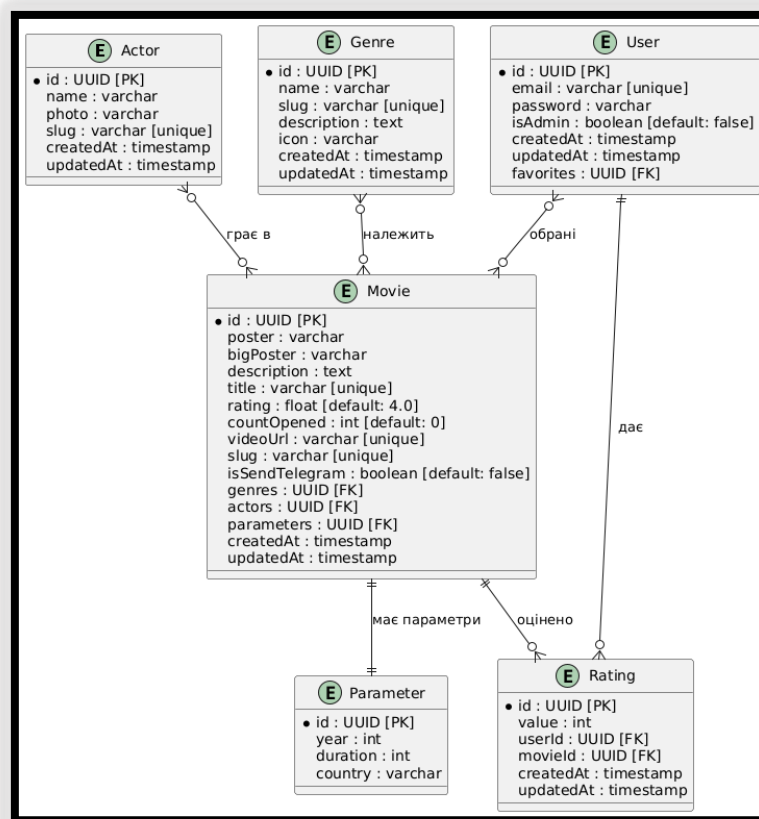 E Actor
id : UUID [PK]
name : varchar
photo : varchar
slug : varchar [unique]
createdAt : timestamp
updatedAt : timestamp
E Genre
id : UUID [PK]
name : varchar
slug : varchar [unique]
description : text
icon : varchar
createdAt : timestamp
updatedAt : timestamp
E User
id : UUID [PK]
email : varchar [unique]
password : varchar
isAdmin : boolean [default: false]
createdAt : timestamp
updatedAt : timestamp
favorites : UUID [FK]
грає в
належить
обрані
E Movie
id : UUID [PK]
poster : varchar
bigPoster : varchar
description : text
title : varchar [unique]
rating : float [default: 4.0]
countOpened : int [default: 0]
videoUrl : varchar [unique]
slug : varchar [unique]
isSendTelegram : boolean [default: false]
genres : UUID [FK]
actors : UUID [FK]
parameters : UUID [FK]
createdAt : timestamp
updatedAt : timestamp
дає
має параметри
оцінено
E Parameter
id : UUID [PK]
year : int
duration : int
country : varchar
E Rating
id : UUID [PK]
value : int
userId : UUID [FK]
movieId : UUID [FK]
createdAt : timestamp
updatedAt : timestamp